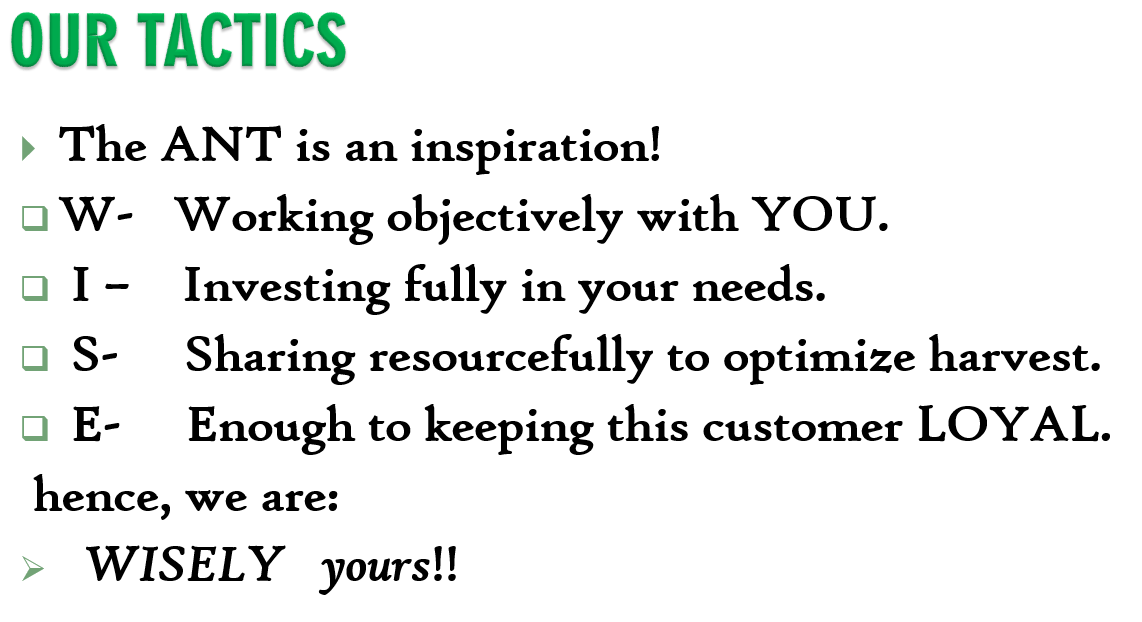 OUR TACTICS
The ANT is an inspiration!
W- Working objectively with YOU.
I – Investing fully in your needs.
S- Sharing resourcefully to optimize harvest.
E- Enough to keeping this customer LOYAL.
hence, we are:
WISELY yours!!